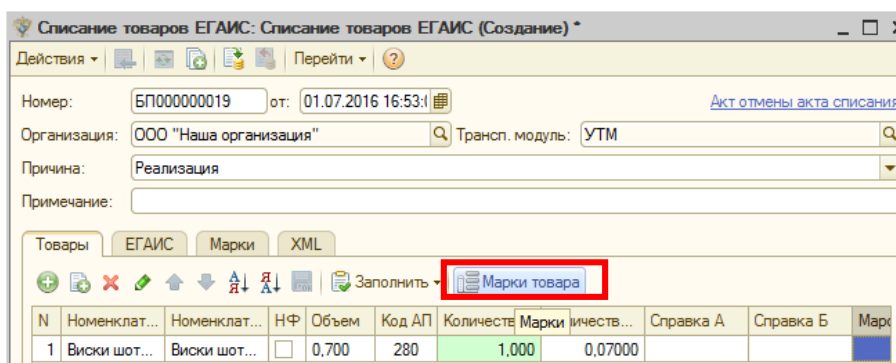 Списание товаров ЕГАИС: Списание товаров ЕГАИС (Создание) *
Действия Перейти
Номер: БП000000019 от: 01.07.2016 16:53:( Акт отмены акта списания
Организация: ООО "Наша организация" Трансп. модуль: УТМ
Причина: Реализация
Примечание:
Товары ЕГАИС Марки XML
Заполнить Марки товара
N Номенклат... Номенклат... НФ Объем Код АП Количеств Марки ичеств... Справка А Справка Б Марс
1 Виски шот... Виски шот... 0,700 280 1,000 0,07000